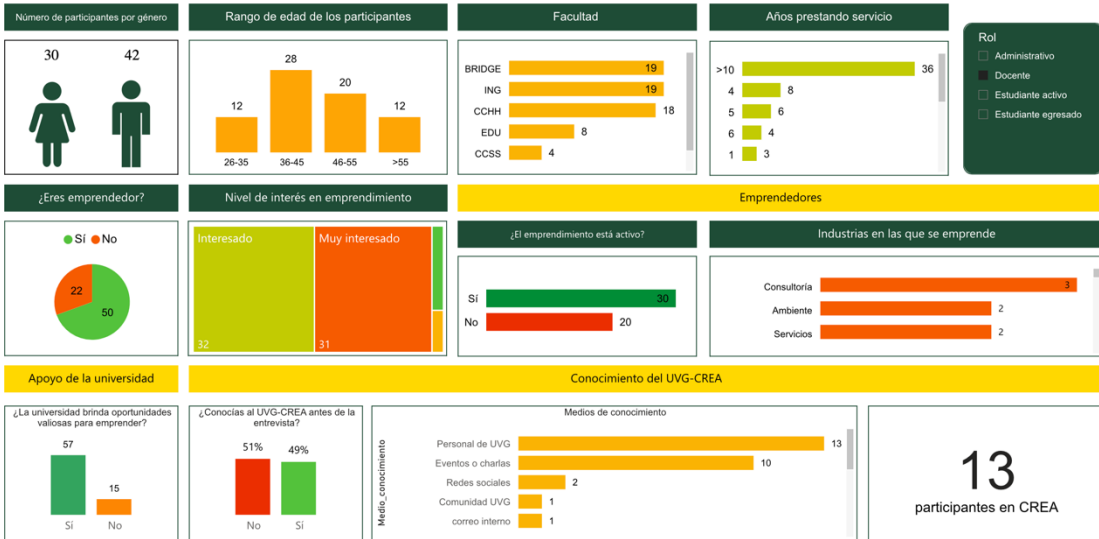 Número de participantes por género
30
42
Rango de edad de los participantes
12
28
20
12
26-35
36-45
46-55
>55
Facultad
BRIDGE
19
ING
19
CCHH
18
EDU
8
CCSS
4
Años prestando servicio
>10
36
4
8
5
6
6
4
1
3
Rol
Administrativo
Docente
Estudiante activo
Estudiante egresado
¿Eres emprendedor?
Sí
No
22
50
Nivel de interés en emprendimiento
Interesado
32
Muy interesado
31
Emprendedores
¿El emprendimiento está activo?
Sí
30
No
20
Industrias en las que se emprende
Consultoría
3
Ambiente
2
Servicios
2
Apoyo de la universidad
¿La universidad brinda oportunidades
valiosas para emprender?
57
15
Sí
No
Conocimiento del UVG-CREA
¿Conocías al UVG-CREA antes de la
entrevista?
51%
49%
No
Sí
Medios de conocimiento
Medio_conocimiento
Personal de UVG
13
Eventos o charlas
10
Redes sociales
2
Comunidad UVG
1
correo interno
1
13
participantes en CREA